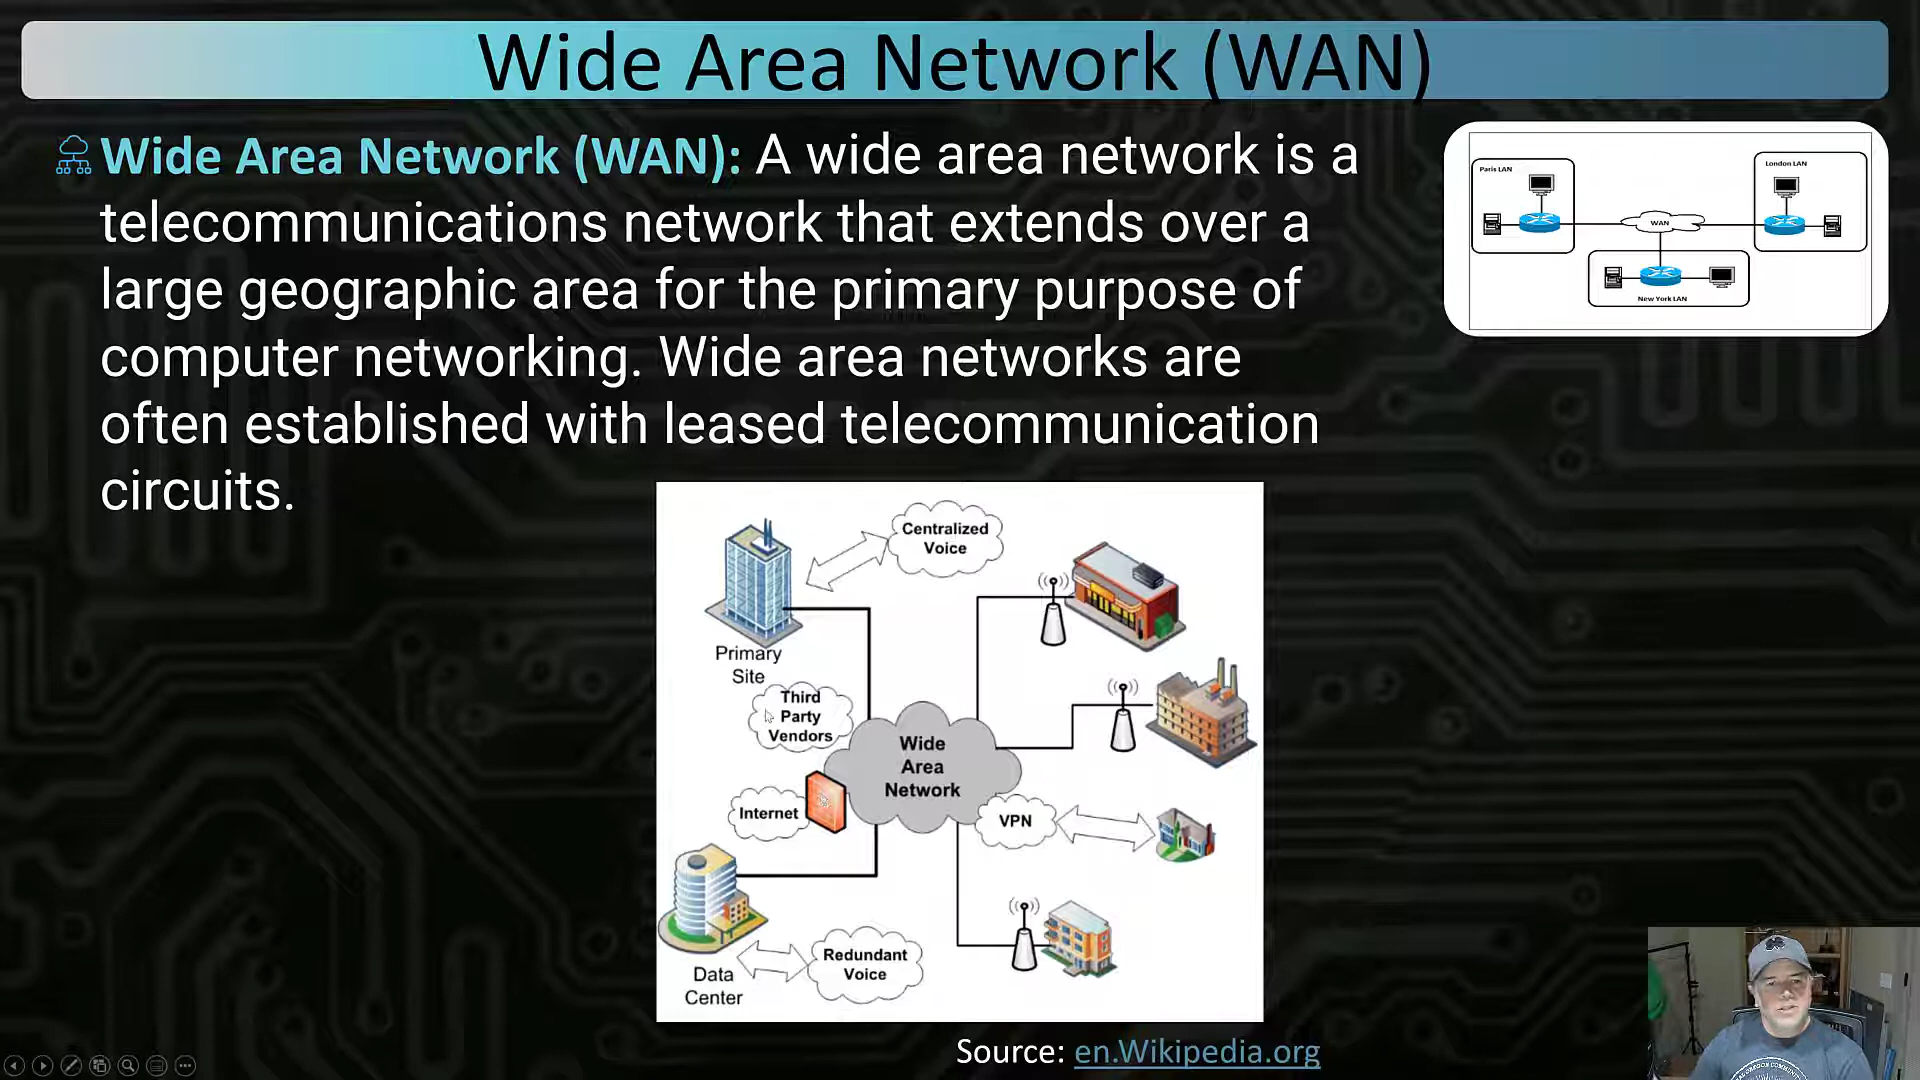 Wide Area Network (WAN)
Wide Area Network (WAN): A wide area network is a
telecommunications network that extends over a
large geographic area for the primary purpose of
computer networking. Wide area networks are
often established with leased telecommunication
circuits.
Paris LAN
London LAN
WAN
New York LAN
Centralized
Voice
Primary
Site
Third
Party
Vendors
Wide
Area
Network
Internet
VPN
Redundant
Voice
Data
Center
Source: en.Wikipedia.org